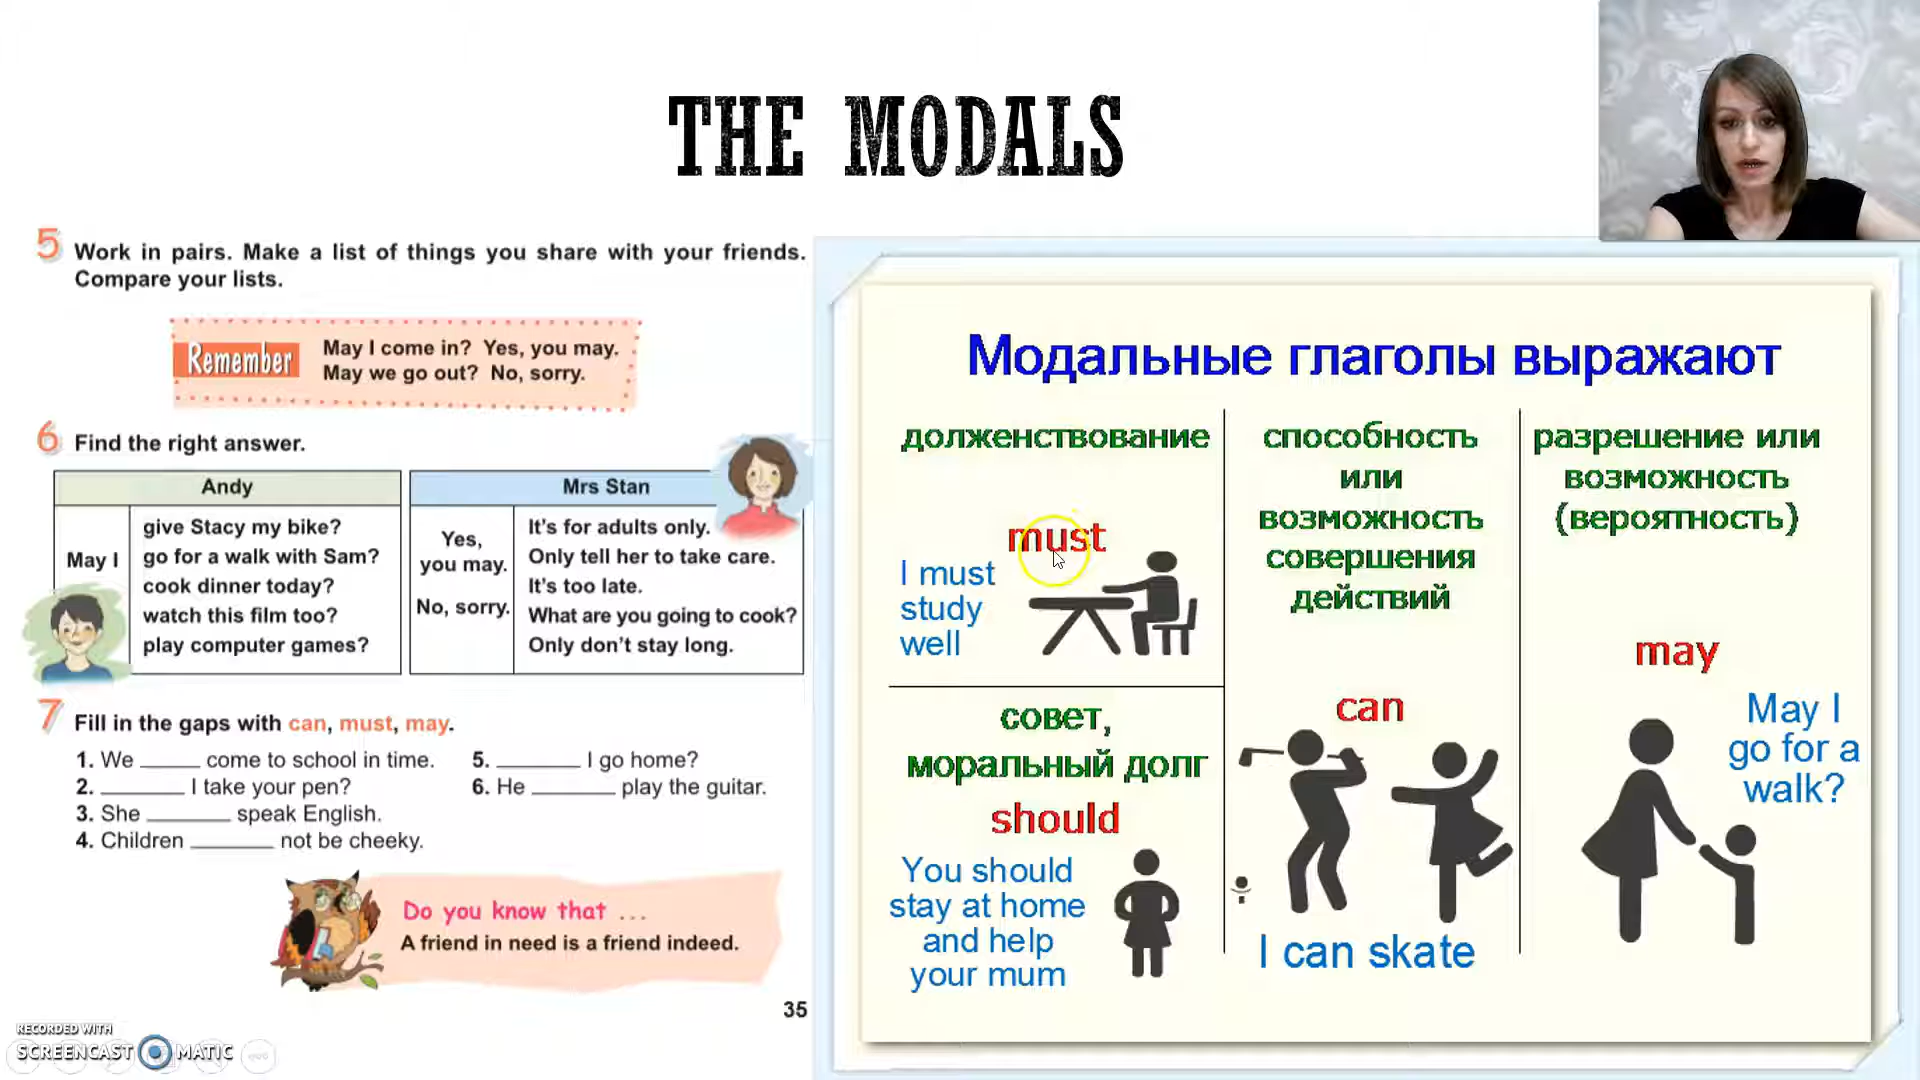 THE MODALS
5 Work in pairs. Make a list of things you share with your friends.
Compare your lists.
Remember
May I come in? Yes, you may.
May we go out? No, sorry.
6 Find the right answer.
Andy
May I
give Stacy my bike?
go for a walk with Sam?
cook dinner today?
watch this film too?
play computer games?
Mrs Stan
Yes,
you may.
No, sorry.
It's for adults only.
Only tell her to take care.
It's too late.
What are you going to cook?
Only don't stay long.
7 Fill in the gaps with can, must, may.
1. We ______ come to school in time.
2. ________ I take your pen?
3. She ________ speak English.
4. Children ________ not be cheeky.
5. ________ I go home?
6. He ________ play the guitar.
Do you know that ...
A friend in need is a friend indeed.
35
Модальные глаголы выражают
долженствование
must
I must
study
well
совет,
моральный долг
should
You should
stay at home
and help
your mum
способность
или
возможность
совершения
действий
can
I can skate
разрешение или
возможность
(вероятность)
may
May I
go for a
walk?
RECORDED WITH
SCREENCAST MATIC